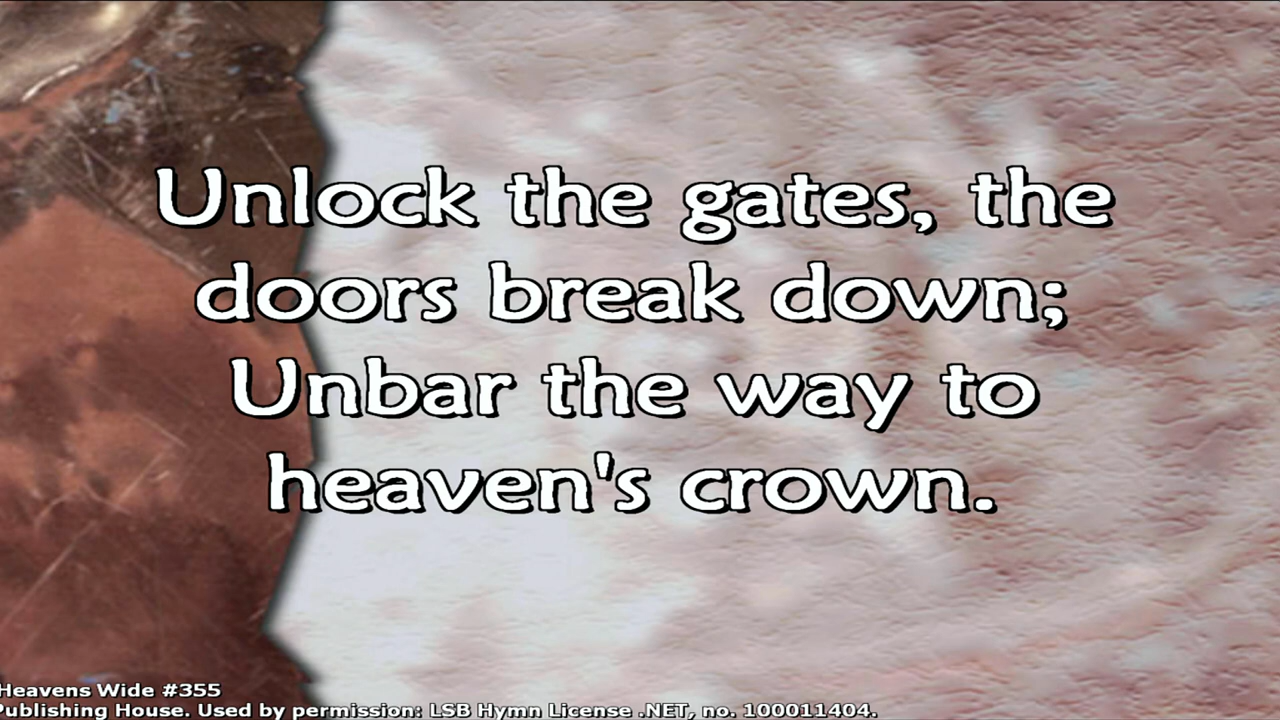 Unlock the gates, the
doors break down;
Unbar the way to
heaven's crown.
Heavens Wide #355
Publishing House. Used by permission: LSB Hymn License .NET, no. 100011404.